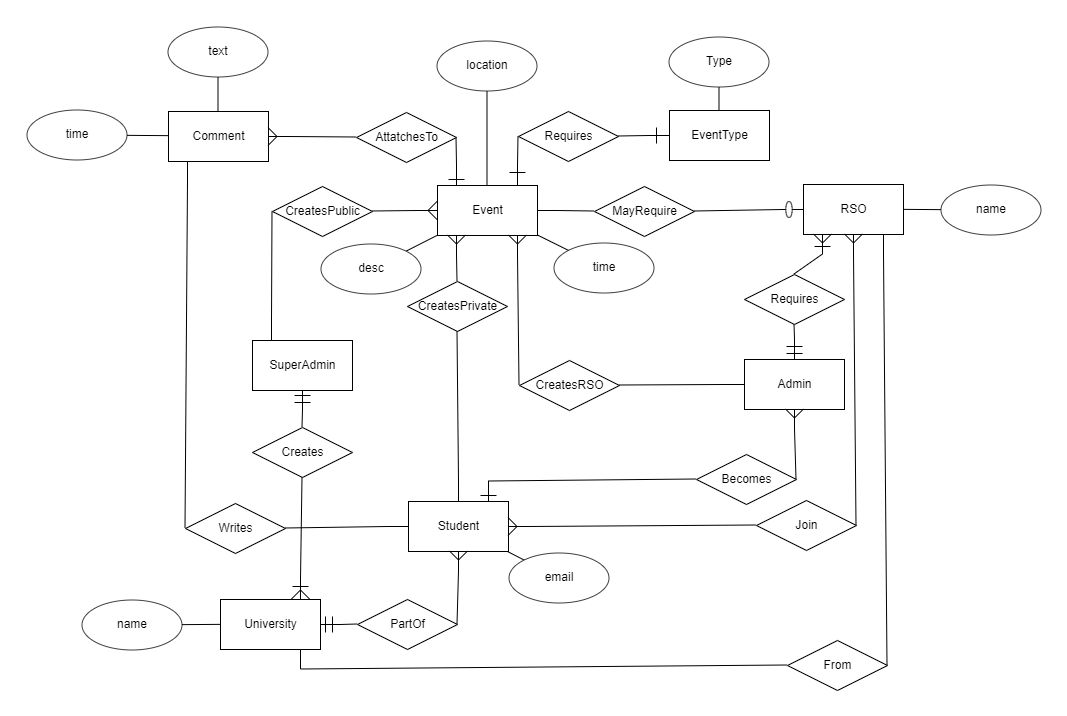 text
location
Type
time
Comment
AttatchesTo
Requires
EventType
CreatesPublic
Event
MayRequire
RSO
name
desc
time
CreatesPrivate
Requires
SuperAdmin
CreatesRSO
Admin
Creates
Becomes
Writes
Student
Join
email
name
University
PartOf
From